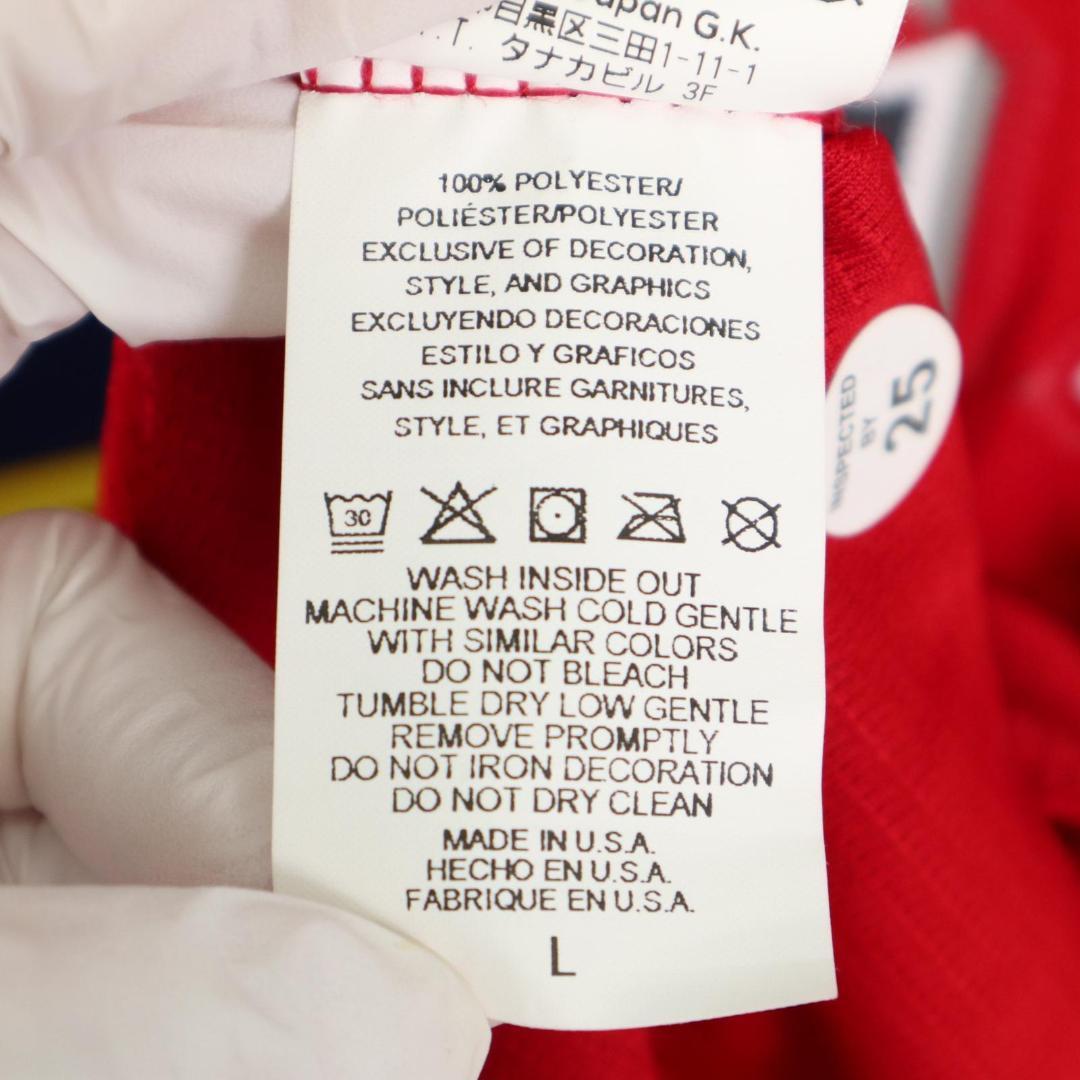 Japan G.K.
目黒区三田1-11-1
タナカビル 3F
100% POLYESTER/
POLIÉSTER/POLYESTER
EXCLUSIVE OF DECORATION,
STYLE, AND GRAPHICS
EXCLUYENDO DECORACIONES
ESTILO Y GRAFICOS
SANS INCLURE GARNITURES,
STYLE, ET GRAPHIQUES
30
WASH INSIDE OUT
MACHINE WASH COLD GENTLE
WITH SIMILAR COLORS
DO NOT BLEACH
TUMBLE DRY LOW GENTLE
REMOVE PROMPTLY
DO NOT IRON DECORATION
DO NOT DRY CLEAN
MADE IN U.S.A.
HECHO EN U.S.A.
FABRIQUE EN U.S.A.
L
INSPECTED
BY
25